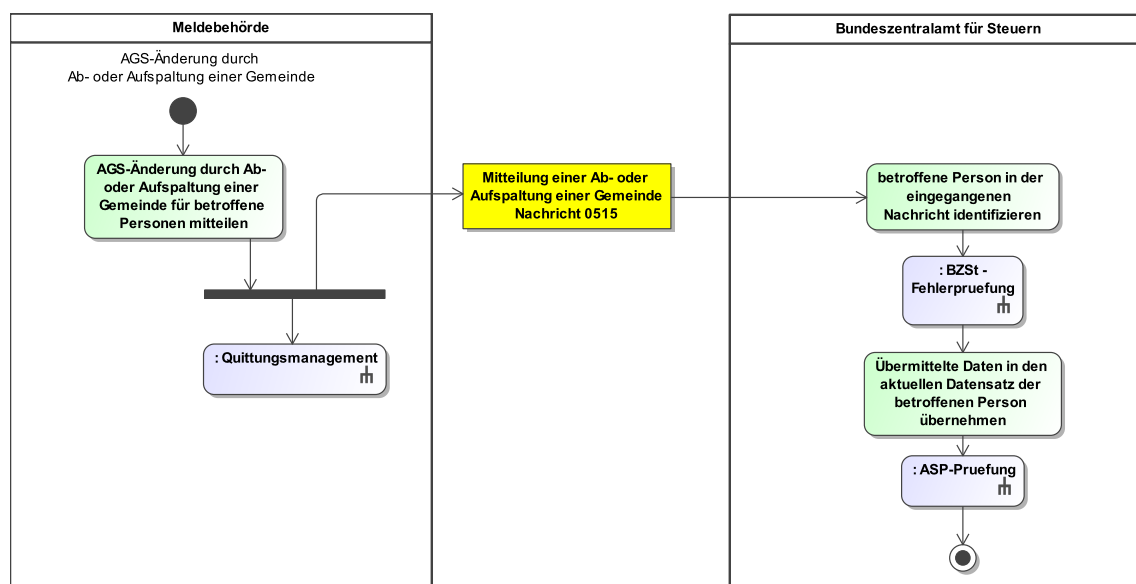 Meldebehörde
AGS-Änderung durch
Ab- oder Aufspaltung einer Gemeinde
AGS-Änderung durch Ab-
oder Aufspaltung einer
Gemeinde für betroffene
Personen mitteilen
: Quittungsmanagement
Mitteilung einer Ab- oder
Aufspaltung einer Gemeinde
Nachricht 0515
Bundeszentralamt für Steuern
betroffene Person in der
eingegangenen
Nachricht identifizieren
: BZSt -
Fehlerpruefung
Übermittelte Daten in den
aktuellen Datensatz der
betroffenen Person
übernehmen
: ASP-Pruefung